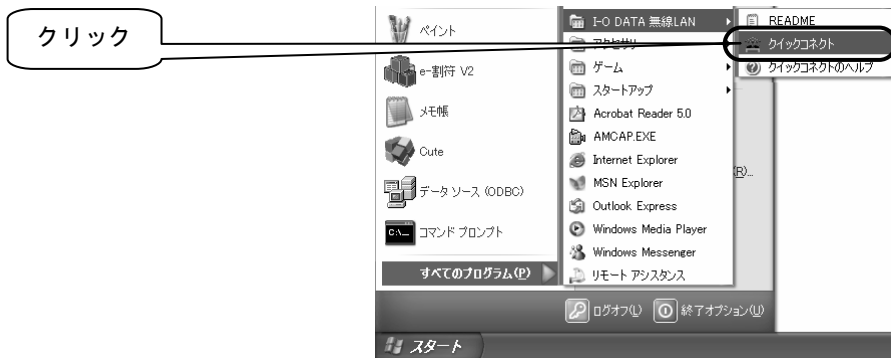 クリック
ペイント
e-割符 V2
メモ帳
Cute
データ ソース (ODBC)
コマンド プロンプト
すべてのプログラム(P)
I-O DATA 無線LAN
アクセサリ
ゲーム
スタートアップ
Acrobat Reader 5.0
AMCAP.EXE
Internet Explorer
MSN Explorer
Outlook Express
Windows Media Player
Windows Messenger
リモート アシスタンス
README
クイックコネクト
クイックコネクトのヘルプ
(R)...
ログオフ(L)
終了オプション(U)
スタート